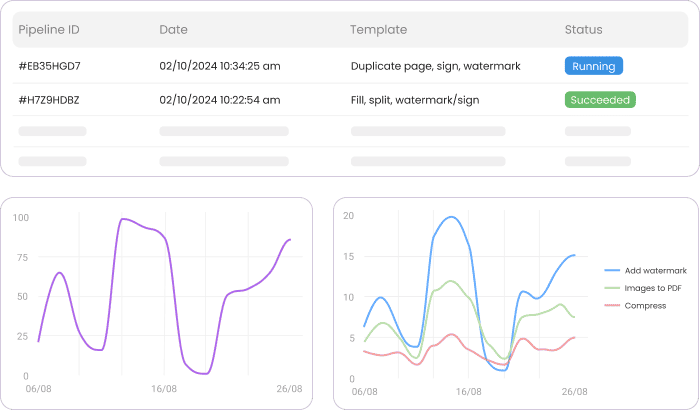 Pipeline ID Date Template Status
#EB35HGD7 02/10/2024 10:34:25 am Duplicate page, sign, watermark Running
#H7Z9HDBZ 02/10/2024 10:22:54 am Fill, split, watermark/sign Succeeded
100
75
50
25
0
06/08 16/08 26/08
20
15
10
5
0
06/08 16/08 26/08
Add watermark
Images to PDF
Compress